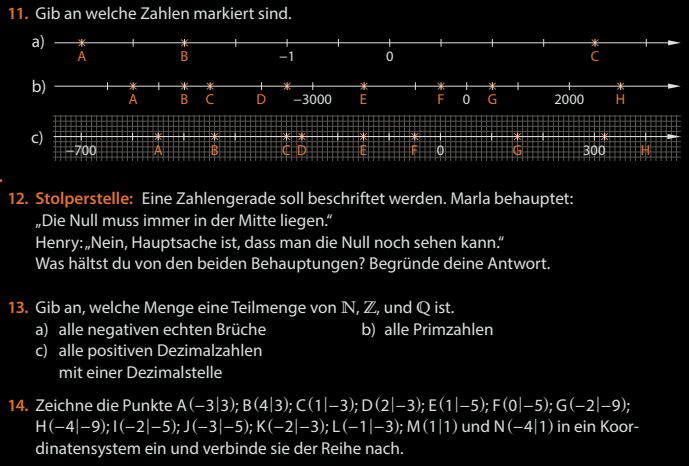 11. Gib an welche Zahlen markiert sind.
a) A B −1 0 C
b) A B C D −3000 E F 0 G 2000 H
c) −700 A B C D E F 0 G 300 H
12. Stolperstelle: Eine Zahlengerade soll beschriftet werden. Marla behauptet:
„Die Null muss immer in der Mitte liegen.“
Henry: „Nein, Hauptsache ist, dass man die Null noch sehen kann.“
Was hältst du von den beiden Behauptungen? Begründe deine Antwort.
13. Gib an, welche Menge eine Teilmenge von ℕ, ℤ, und ℚ ist.
a) alle negativen echten Brüche b) alle Primzahlen
c) alle positiven Dezimalzahlen
mit einer Dezimalstelle
14. Zeichne die Punkte A(−3|3); B(4|3); C(1|−3); D(2|−3); E(1|−5); F(0|−5); G(−2|−9);
H(−4|−9); I(−2|−5); J(−3|−5); K(−2|−3); L(−1|−3); M(1|1) und N(−4|1) in ein Koor-
dinatensystem ein und verbinde sie der Reihe nach.